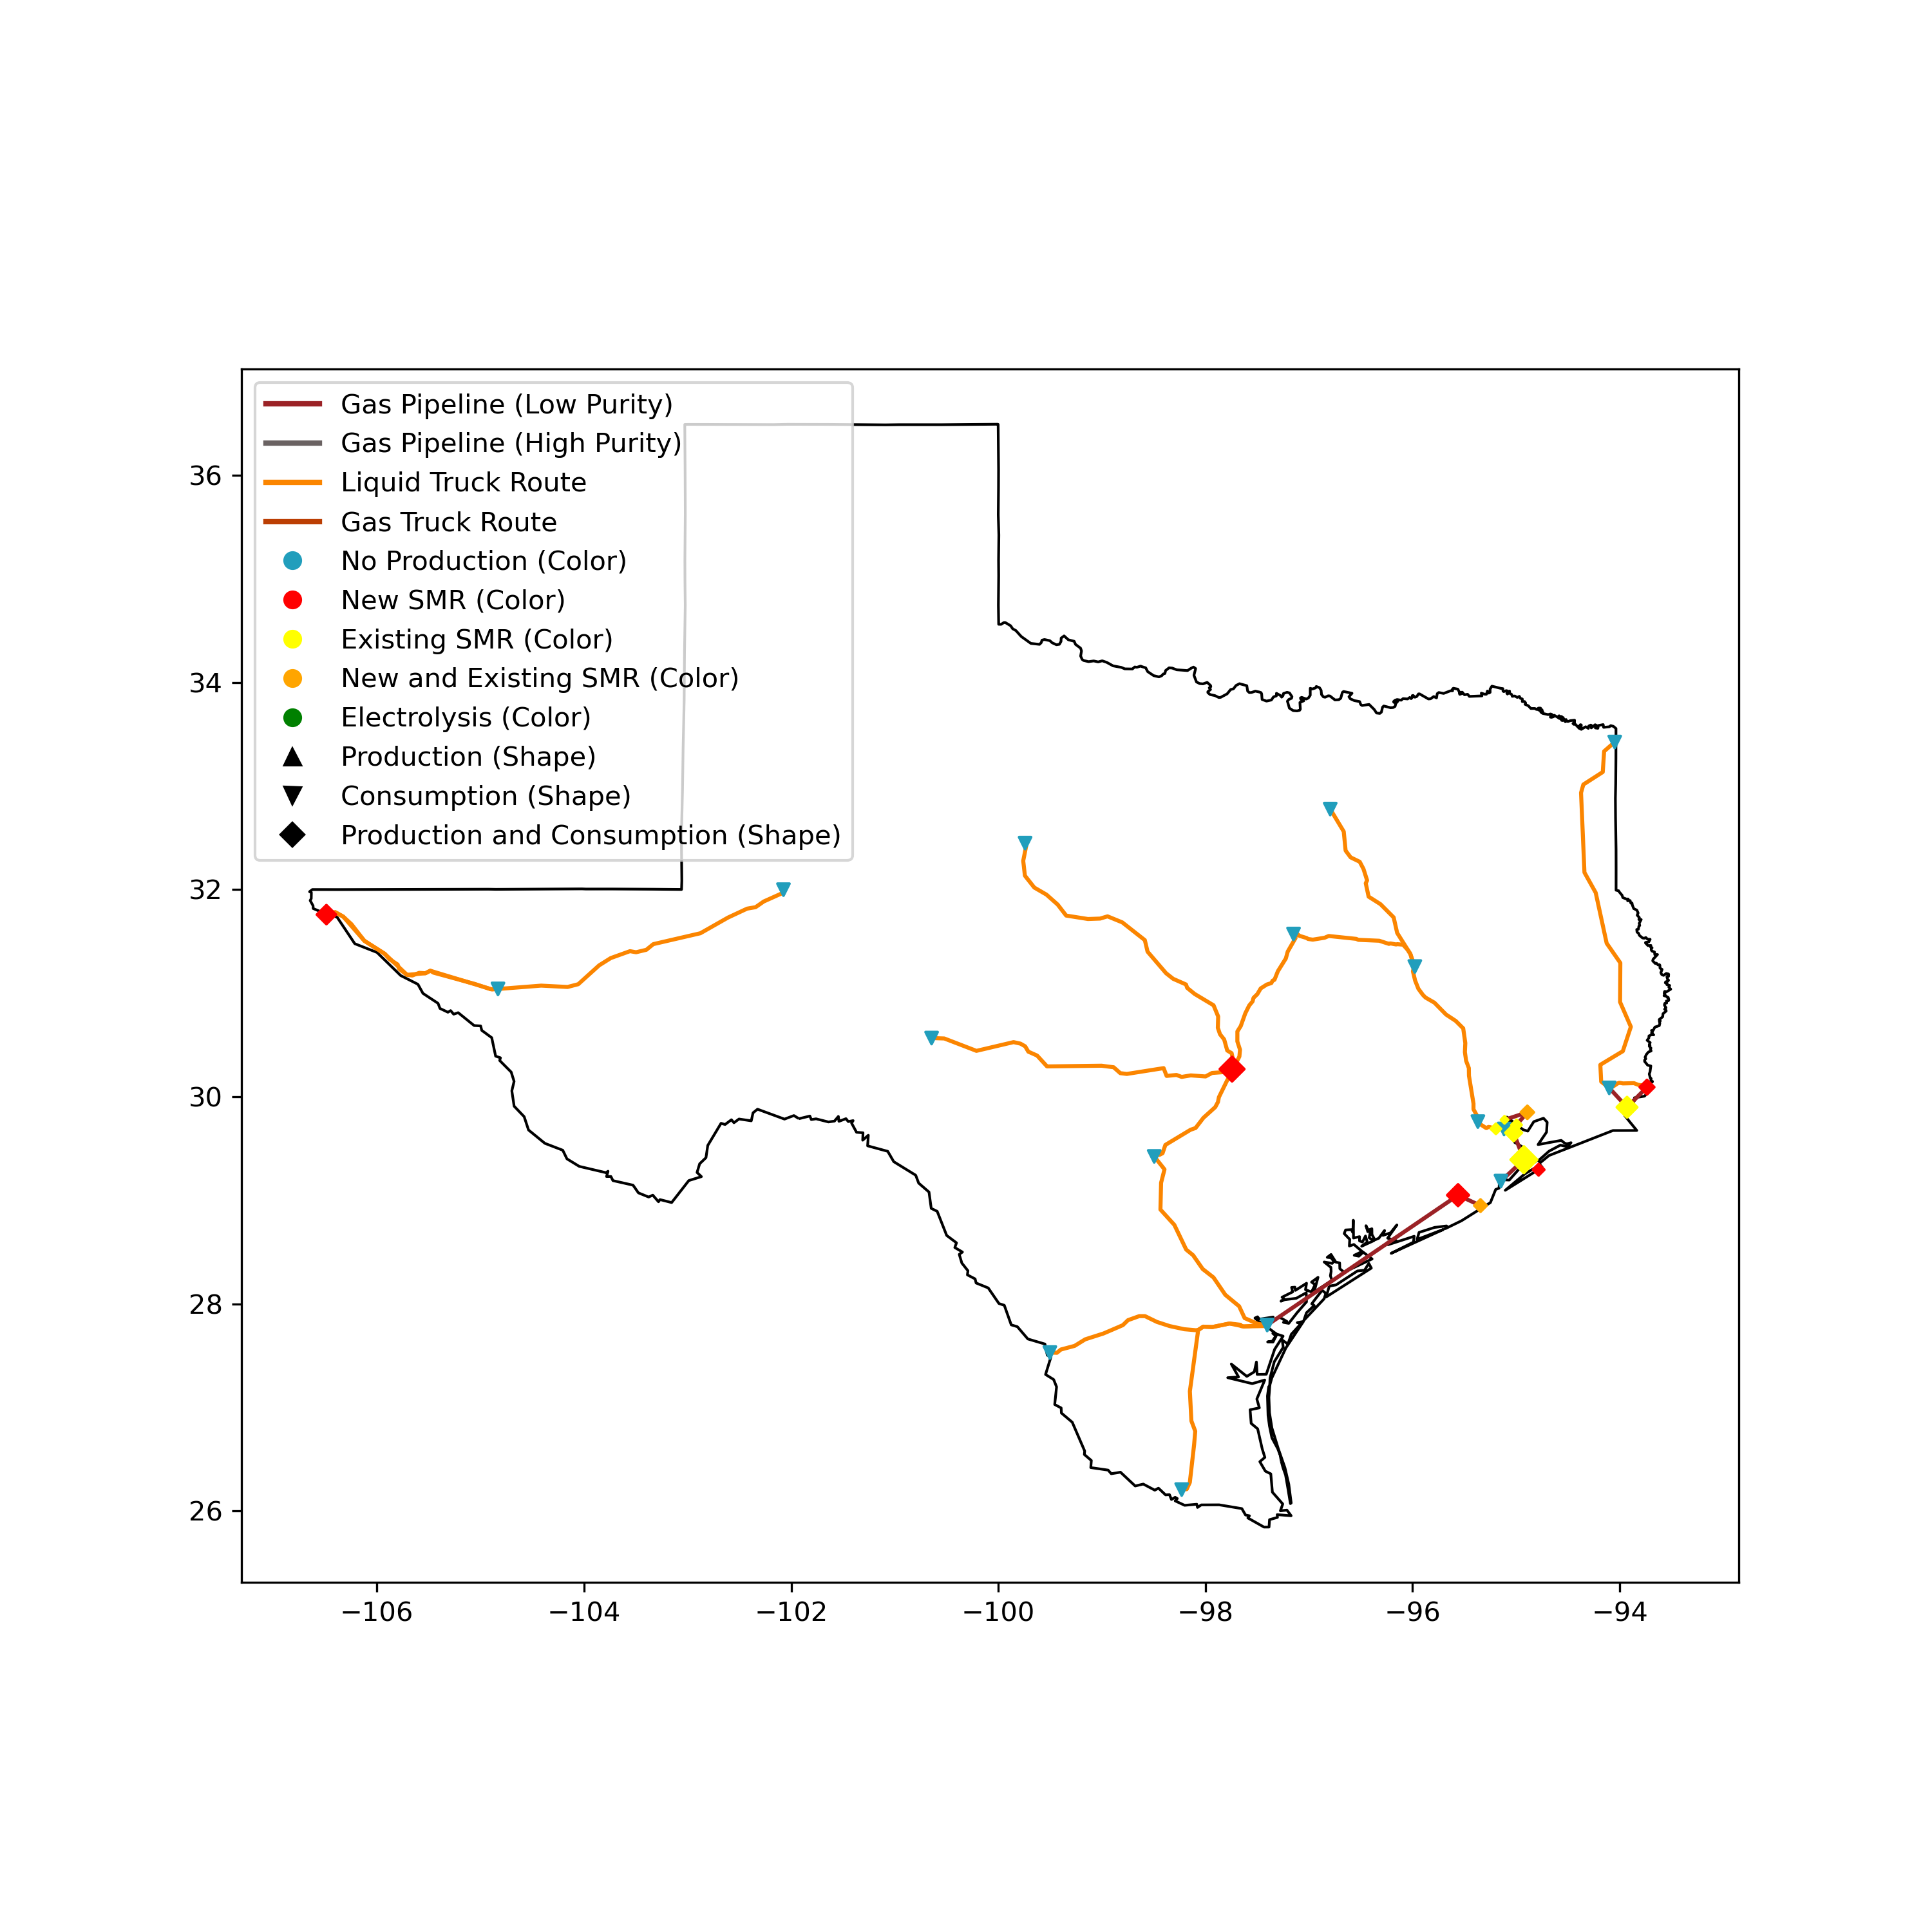 Gas Pipeline (Low Purity)
Gas Pipeline (High Purity)
Liquid Truck Route
Gas Truck Route
No Production (Color)
New SMR (Color)
Existing SMR (Color)
New and Existing SMR (Color)
Electrolysis (Color)
Production (Shape)
Consumption (Shape)
Production and Consumption (Shape)
36
34
32
30
28
26
−106 −104 −102 −100 −98 −96 −94